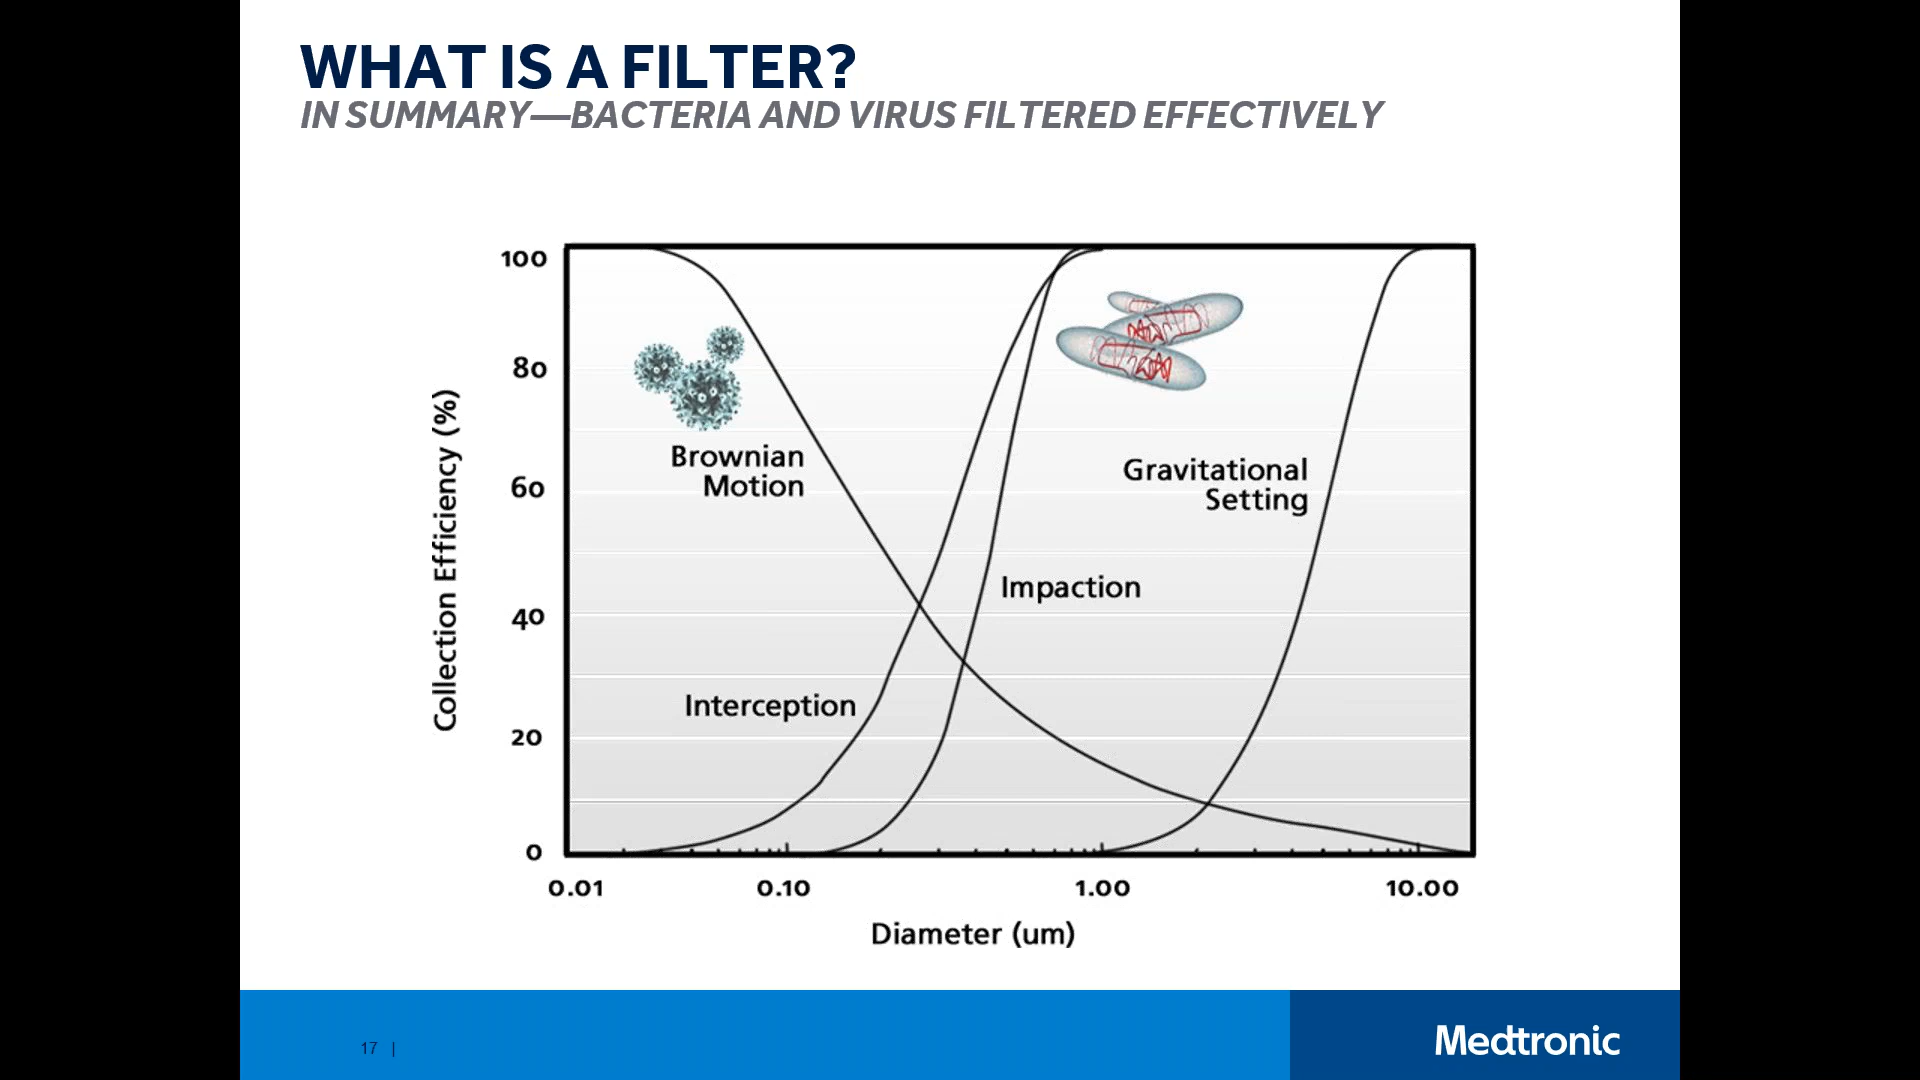 WHAT IS A FILTER?
IN SUMMARY—BACTERIA AND VIRUS FILTERED EFFECTIVELY
100
80
60
40
20
0
Collection Efficiency (%)
Brownian
Motion
Gravitational
Setting
Impaction
Interception
0.01
0.10
1.00
10.00
Diameter (um)
17 |
Medtronic